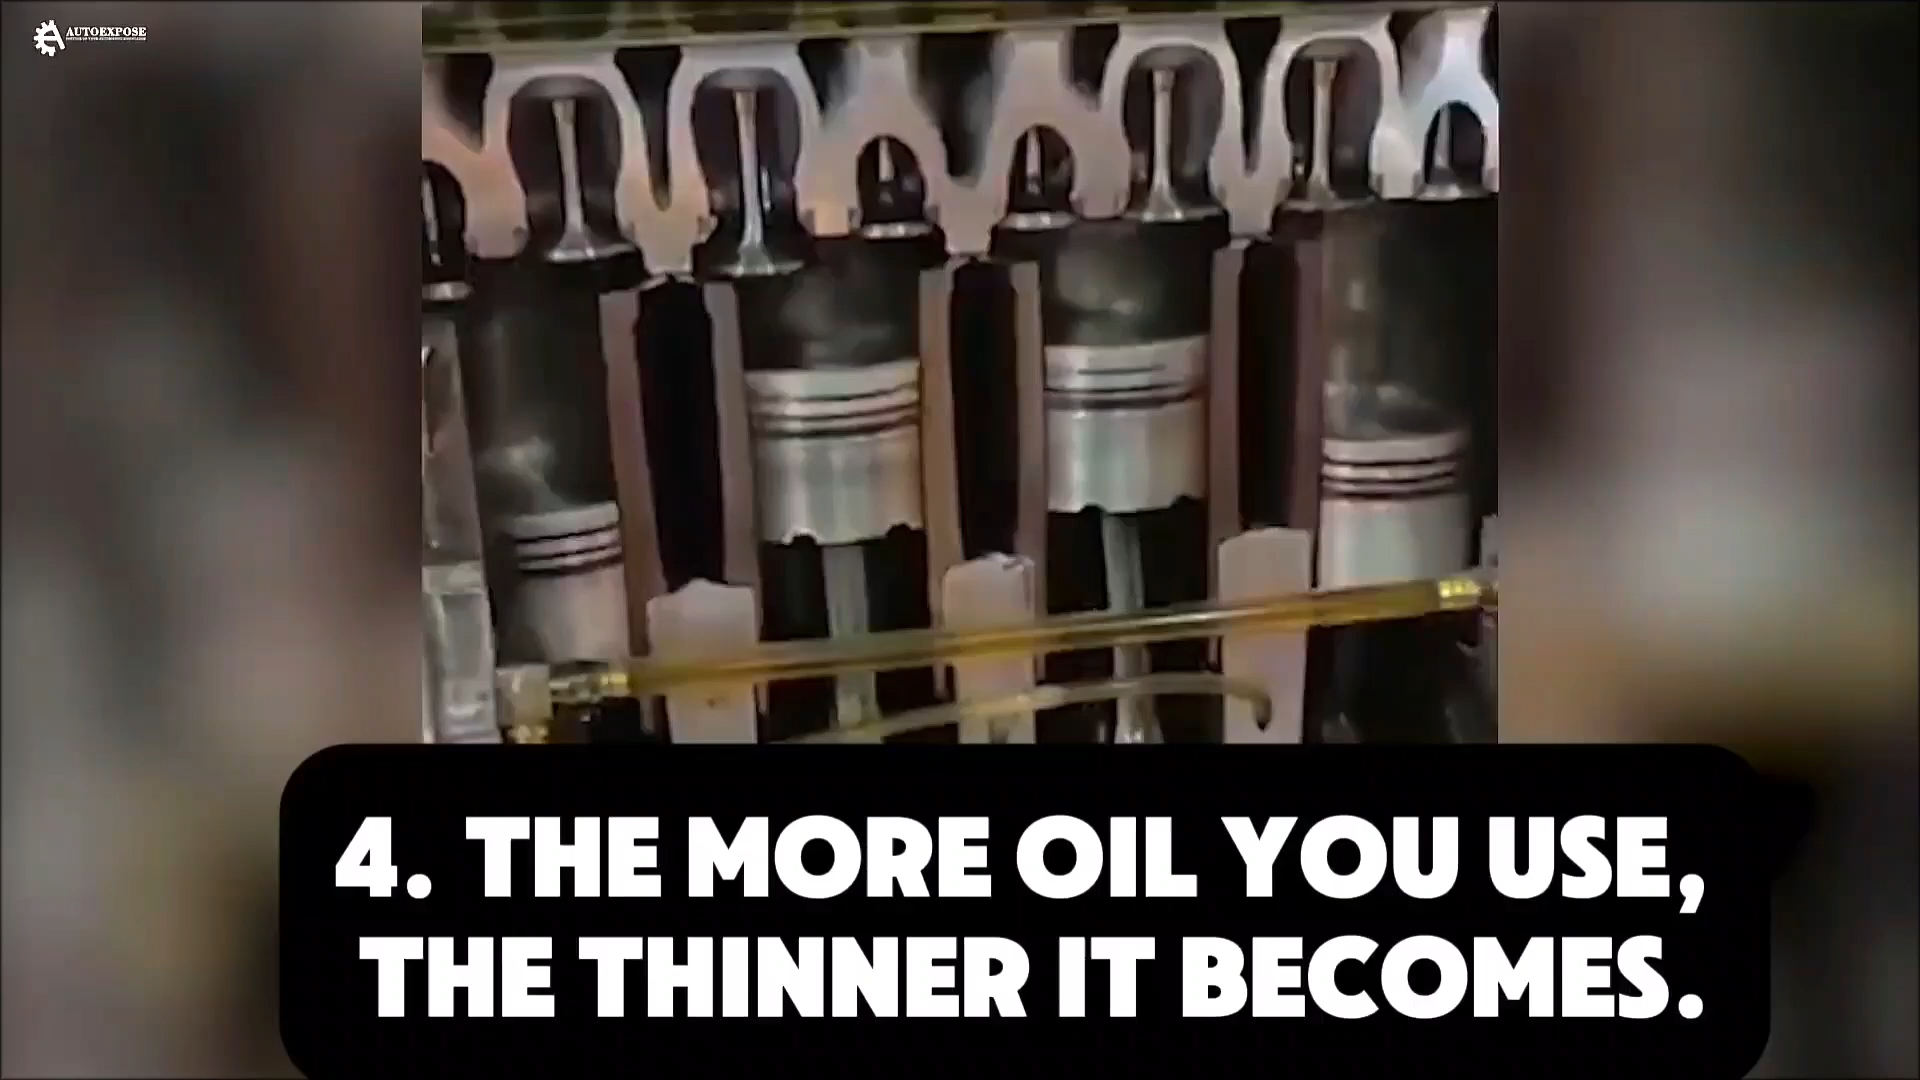 AUTOEXPOSE
4. THE MORE OIL YOU USE,
THE THINNER IT BECOMES.